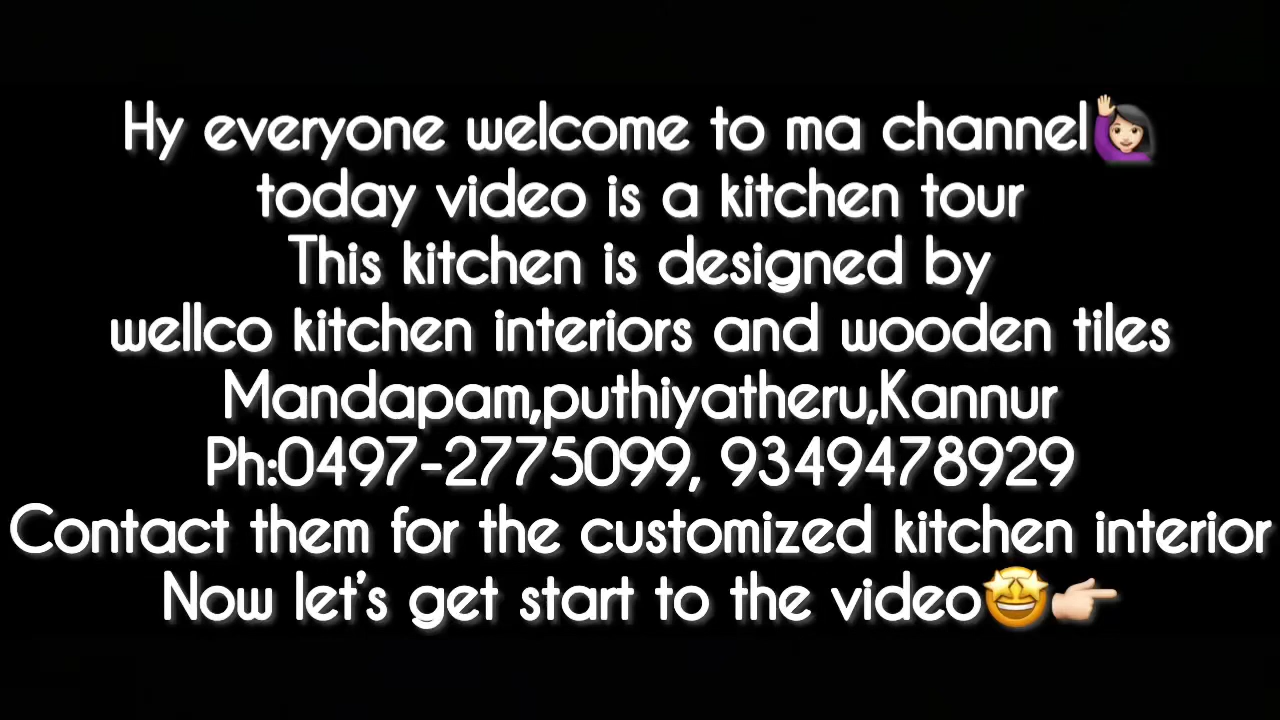 Hy everyone welcome to ma channel🙋🏻‍♀️
today video is a kitchen tour
This kitchen is designed by
wellco kitchen interiors and wooden tiles
Mandapam,puthiyatheru,Kannur
Ph:0497-2775099, 9349478929
Contact them for the customized kitchen interior
Now let's get start to the video🤩👉🏻